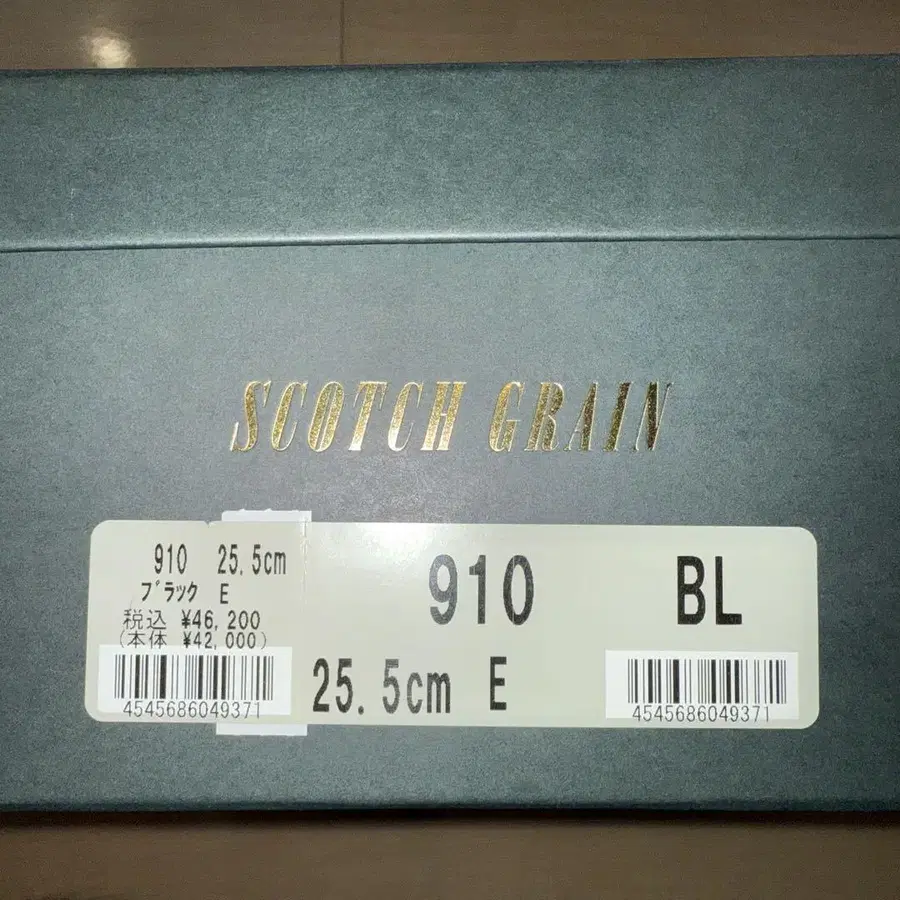 SCOTCH GRAIN
910 25.5cm
ﾌﾞﾗｯｸ E
税込 ¥46,200
(本体 ¥42,000)
4545686049371
910 BL
25.5cm E
4545686049371